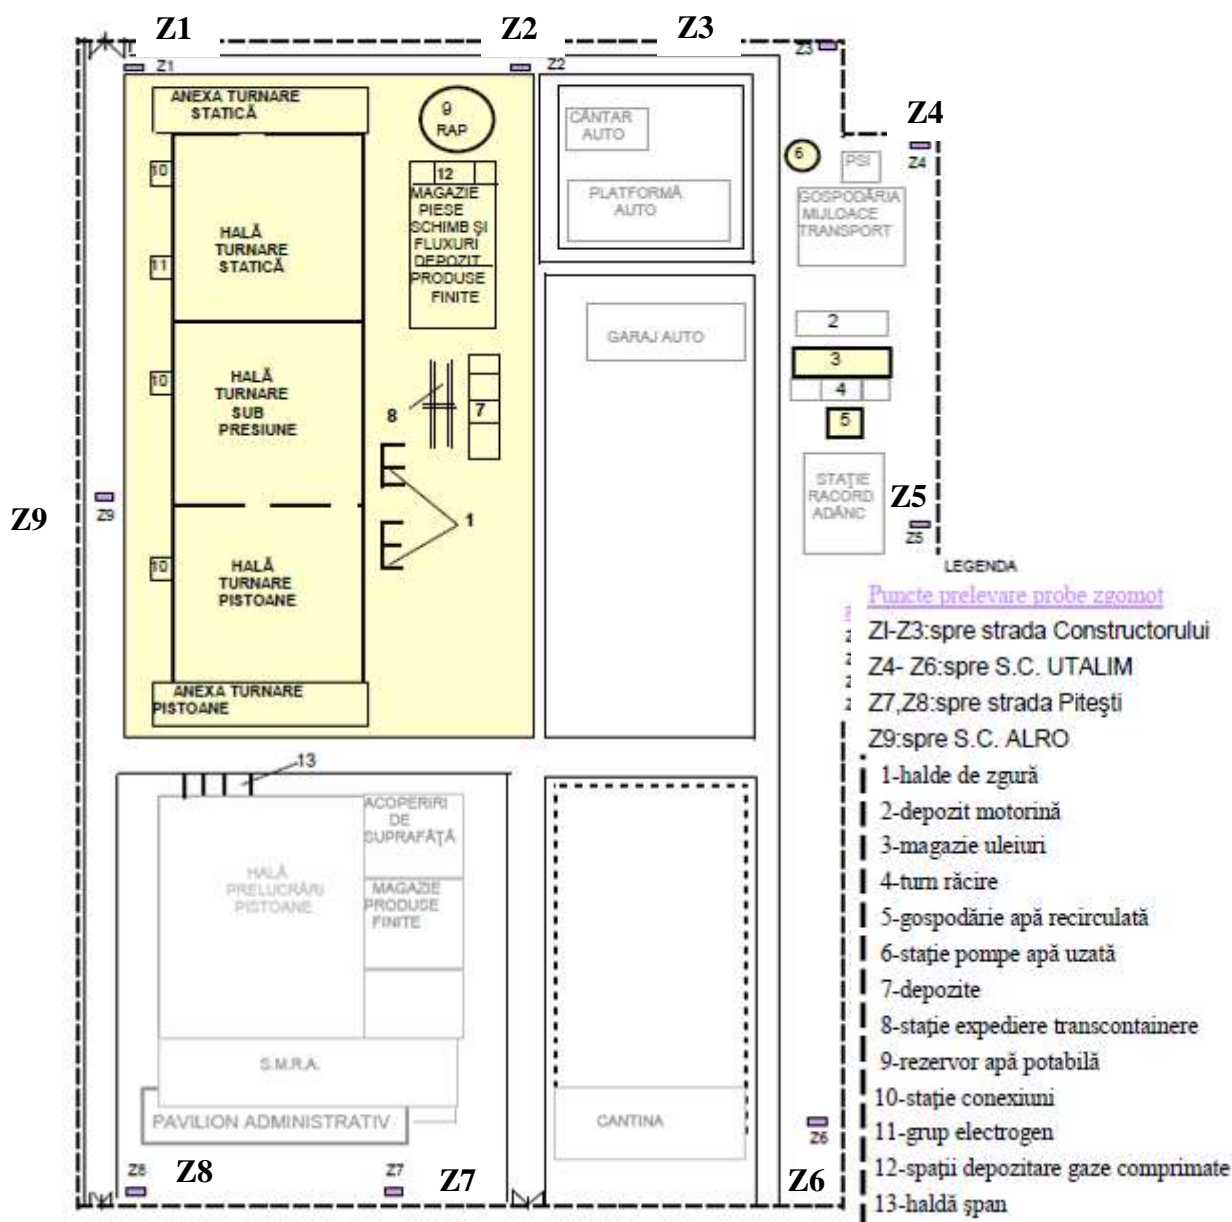 Z1
Z2
Z3
Z3
Z1
Z2
Z4
Z4
ANEXA TURNARE
STATICĂ
9
RAP
CÂNTAR
AUTO
6
PSI
10
12
MAGAZIE
PIESE
SCHIMB ŞI
FLUXURI
DEPOZIT
PRODUSE
FINITE
PLATFORMĂ
AUTO
GOSPODĂRIA
MIJLOACE
TRANSPORT
HALĂ
TURNARE
STATICĂ
11
2
GARAJ AUTO
3
10
HALĂ
TURNARE
SUB
PRESIUNE
8
7
4
5
STAŢIE
RACORD
ADÂNC
Z5
Z5
Z9
Z9
1
10
HALĂ
TURNARE
PISTOANE
ANEXA TURNARE
PISTOANE
13
ACOPERIRI
DE
SUPRAFAŢĂ
HALĂ
PRELUCRĂRI
PISTOANE
MAGAZIE
PRODUSE
FINITE
S.M.R.A.
PAVILION ADMINISTRATIV
CANTINA
Z6
Z6
Z8
Z8
Z7
Z7
LEGENDA
Puncte prelevare probe zgomot
ZI-Z3:spre strada Constructorului
Z4- Z6:spre S.C. UTALIM
Z7,Z8:spre strada Piteşti
Z9:spre S.C. ALRO
1-halde de zgură
2-depozit motorină
3-magazie uleiuri
4-turn răcire
5-gospodărie apă recirculată
6-staţie pompe apă uzată
7-depozite
8-staţie expediere transcontainere
9-rezervor apă potabilă
10-staţie conexiuni
11-grup electrogen
12-spaţii depozitare gaze comprimate
13-haldă şpan